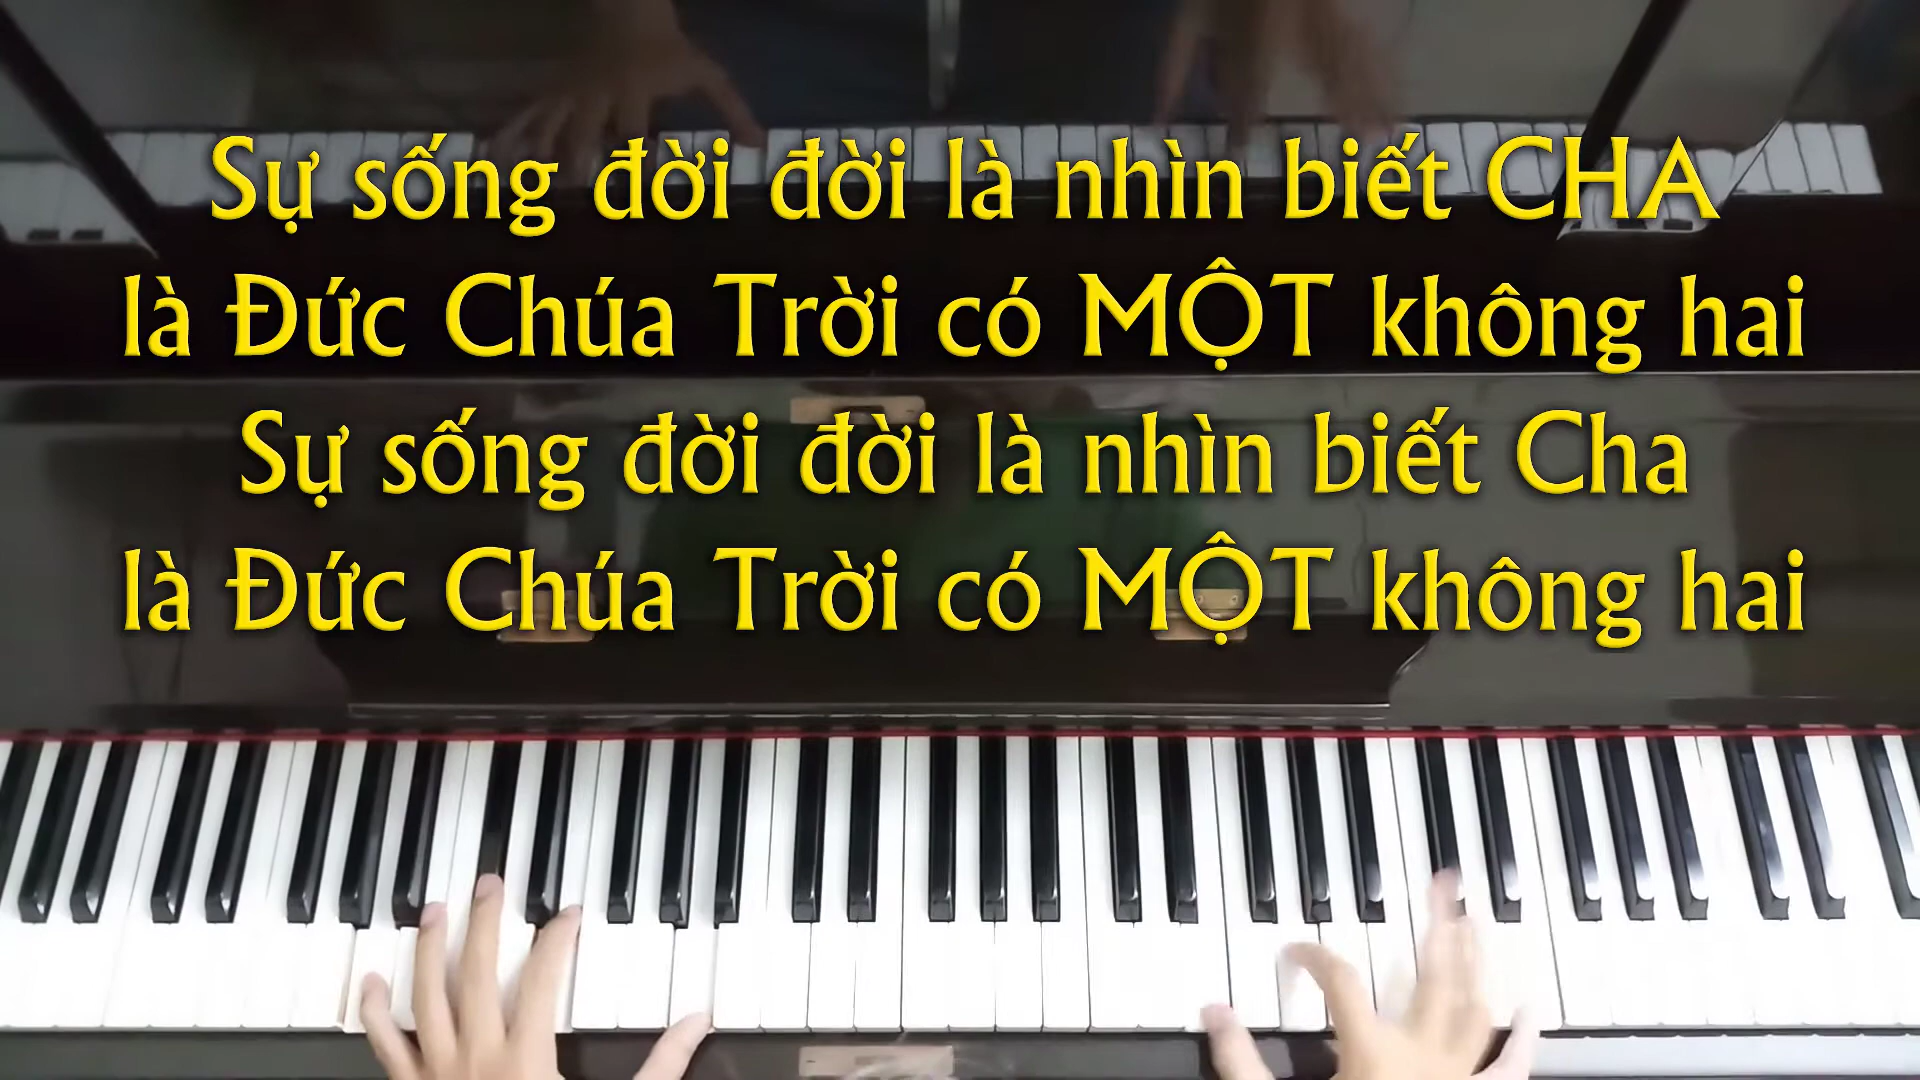 Sự sống đời đời là nhìn biết CHA
là Đức Chúa Trời có MỘT không hai
Sự sống đời đời là nhìn biết Cha
là Đức Chúa Trời có MỘT không hai